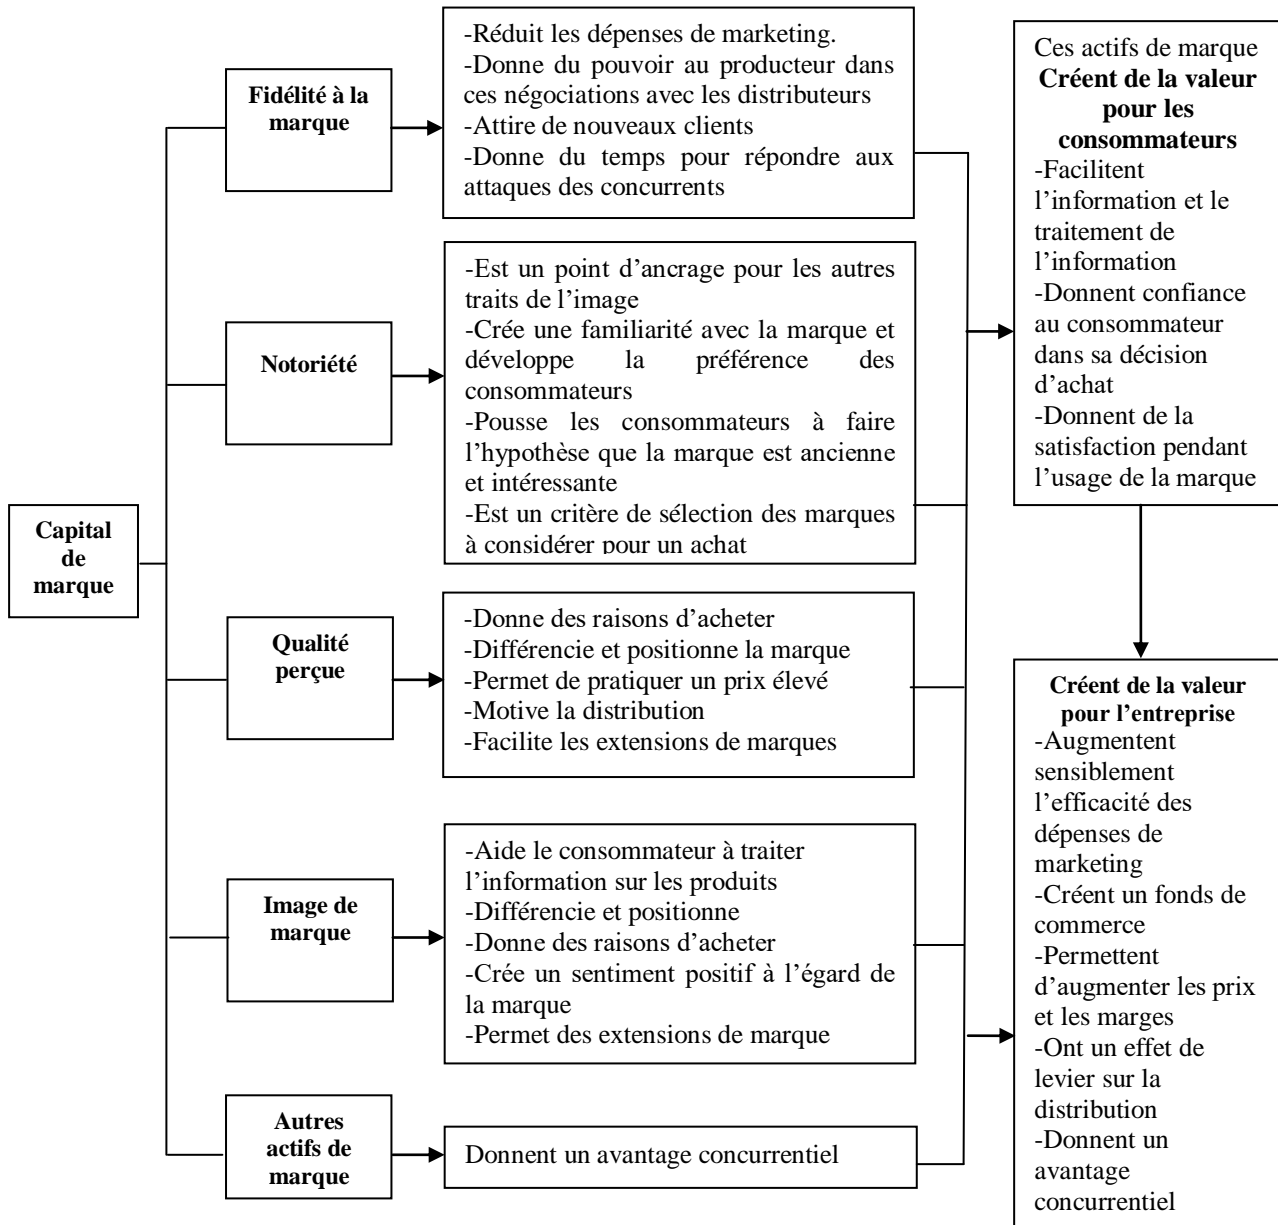 Capital
de
marque
Fidélité à la
marque
-Réduit les dépenses de marketing.
-Donne du pouvoir au producteur dans
ces négociations avec les distributeurs
-Attire de nouveaux clients
-Donne du temps pour répondre aux
attaques des concurrents
Notoriété
-Est un point d’ancrage pour les autres
traits de l’image
-Crée une familiarité avec la marque et
développe la préférence des
consommateurs
-Pousse les consommateurs à faire
l’hypothèse que la marque est ancienne
et intéressante
-Est un critère de sélection des marques
à considérer pour un achat
Qualité
perçue
-Donne des raisons d’acheter
-Différencie et positionne la marque
-Permet de pratiquer un prix élevé
-Motive la distribution
-Facilite les extensions de marques
Image de
marque
-Aide le consommateur à traiter
l’information sur les produits
-Différencie et positionne
-Donne des raisons d’acheter
-Crée un sentiment positif à l’égard de
la marque
-Permet des extensions de marque
Autres
actifs de
marque
Donnent un avantage concurrentiel
Ces actifs de marque
Créent de la valeur
pour les
consommateurs
-Facilitent
l’information et le
traitement de
l’information
-Donnent confiance
au consommateur
dans sa décision
d’achat
-Donnent de la
satisfaction pendant
l’usage de la marque
Créent de la valeur
pour l’entreprise
-Augmentent
sensiblement
l’efficacité des
dépenses de
marketing
-Créent un fonds de
commerce
-Permettent
d’augmenter les prix
et les marges
-Ont un effet de
levier sur la
distribution
-Donnent un
avantage
concurrentiel